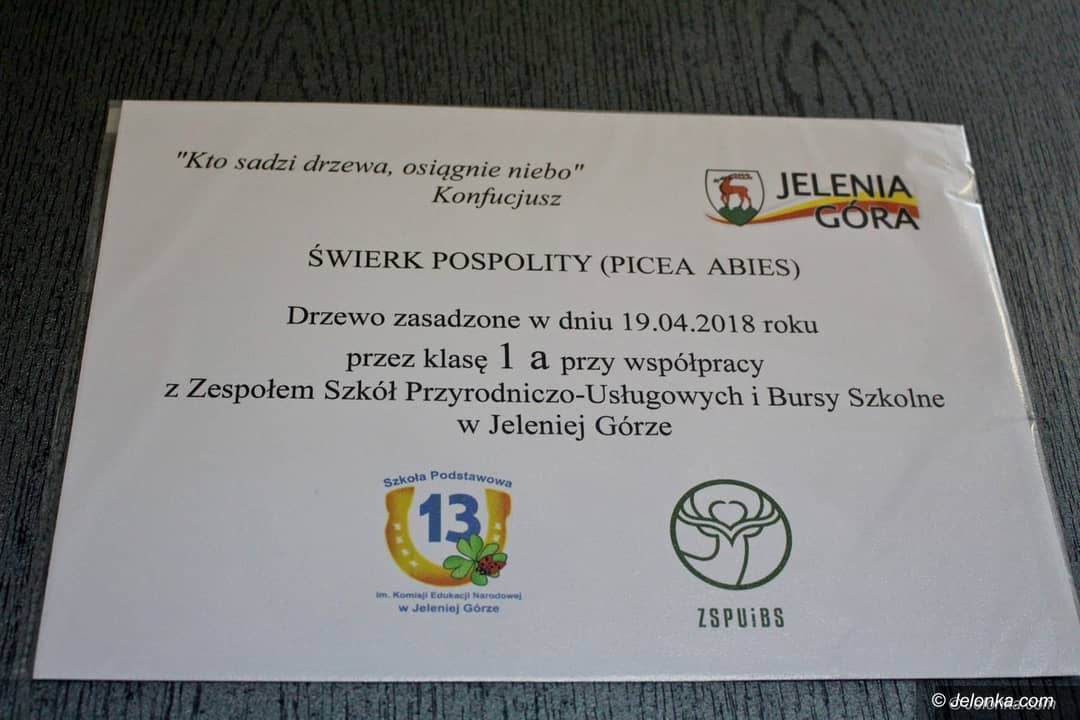 "Kto sadzi drzewa, osiągnie niebo"
Konfucjusz
JELENIA
GÓRA
ŚWIERK POSPOLITY (PICEA ABIES)
Drzewo zasadzone w dniu 19.04.2018 roku
przez klasę 1 a przy współpracy
z Zespołem Szkół Przyrodniczo-Usługowych i Bursy Szkolne
w Jeleniej Górze
Szkoła Podstawowa
13
im. Komisji Edukacji Narodowej
w Jeleniej Górze
ZSPUiBS
© Jelonka.com